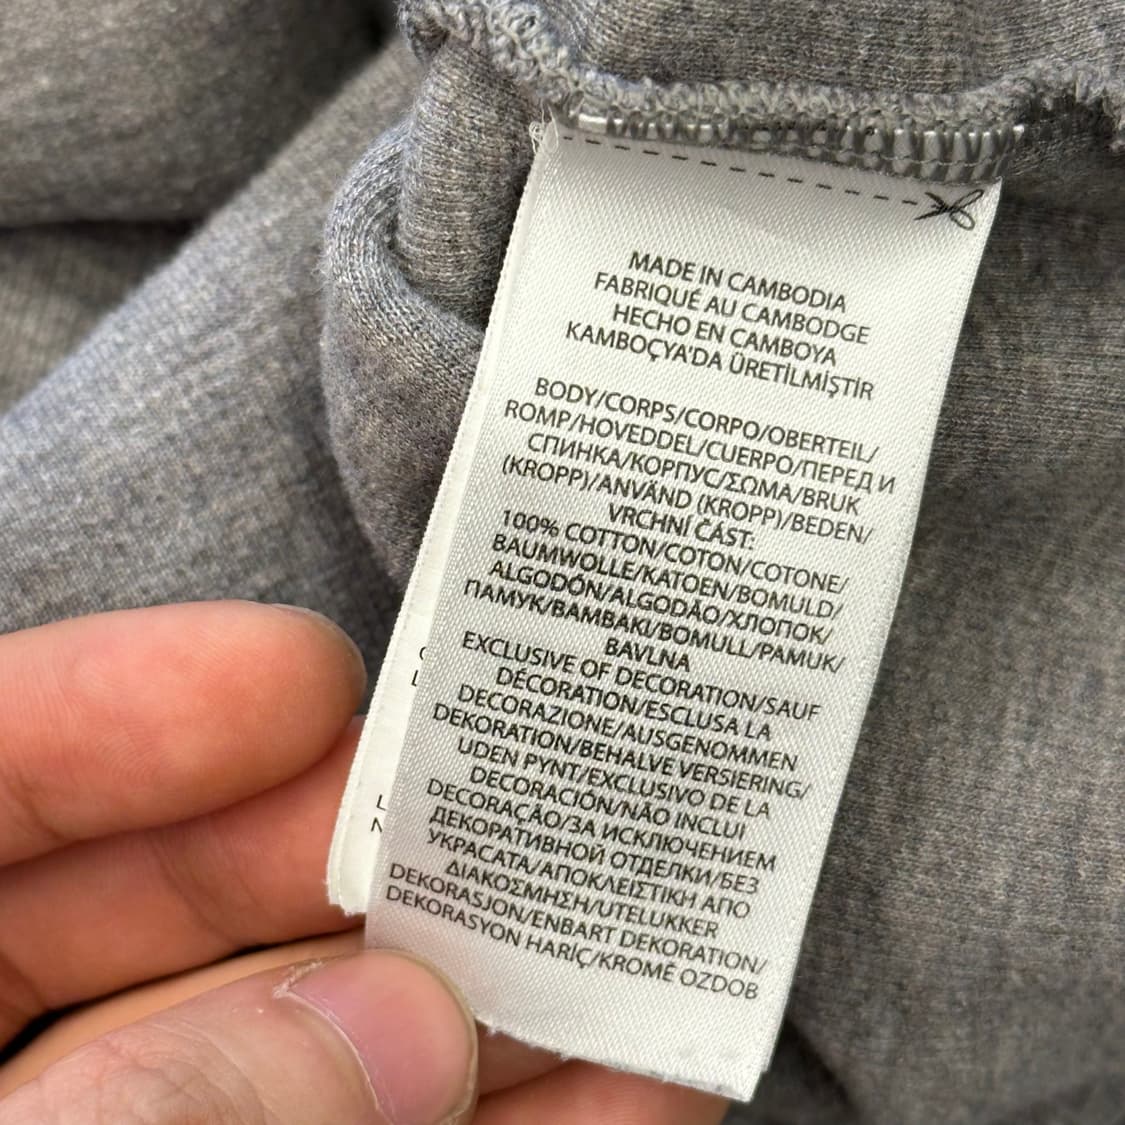 MADE IN CAMBODIA
FABRIQUÉ AU CAMBODGE
HECHO EN CAMBOYA
KAMBOÇYA'DA ÜRETİLMİŞTİR
BODY/CORPS/CORPO/OBERTEIL/
ROMP/HOVEDDEL/CUERPO/ПЕРЕД И
СПИНКА/КОРПУС/ΣΩΜΑ/BRUK
(KROPP)/ANVÄND (KROPP)/BEDEN/
VRCHNÍ ČÁST:
100% COTTON/COTON/COTONE/
BAUMWOLLE/KATOEN/BOMULD/
ALGODÓN/ALGODÃO/ХЛОПОК/
ПАМУК/ΒΑΜΒΑΚΙ/BOMULL/PAMUK/
BAVLNA
EXCLUSIVE OF DECORATION/SAUF
DÉCORATION/ESCLUSA LA
DECORAZIONE/AUSGENOMMEN
DEKORATION/BEHALVE VERSIERING/
UDEN PYNT/EXCLUSIVO DE LA
DECORACIÓN/NÃO INCLUI
DECORAÇÃO/ЗА ИСКЛЮЧЕНИЕМ
ДЕКОРАТИВНОЙ ОТДЕЛКИ/БЕЗ
УКРАСАТА/ΑΠΟΚΛΕΙΣΤΙΚΗ ΑΠΟ
ΔΙΑΚΟΣΜΗΣΗ/UTELUKKER
DEKORASJON/ENBART DEKORATION/
DEKORASYON HARİÇ/KROMĚ OZDOB